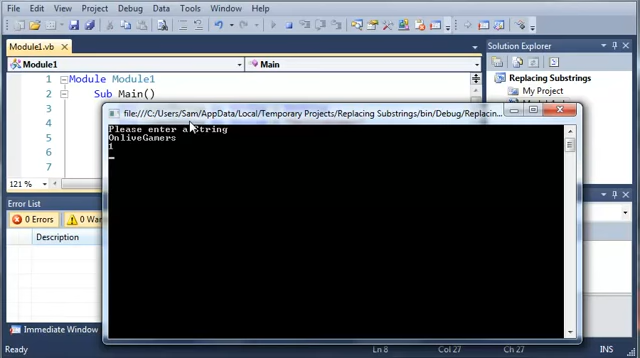 File Edit View Project Debug Data Tools Window Help
Module1.vb
Solution Explorer
Module1
Main
Replacing Substrings
My Project
1 Module Module1
2 Sub Main()
3
4
5
6
7
file:///C:/Users/Sam/AppData/Local/Temporary Projects/Replacing Substrings/bin/Debug/Replacing...
Please enter a String
OnliveGamers
1
121 %
Error List
0 Errors
0 War
Description
Immediate Window
Ready
Ln 8
Col 27
Ch 27
INS